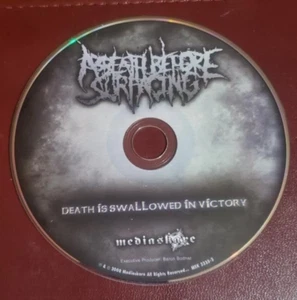 A BREATH BEFORE
SURFACING
DEATH IS SWALLOWED IN VICTORY
mediaskare